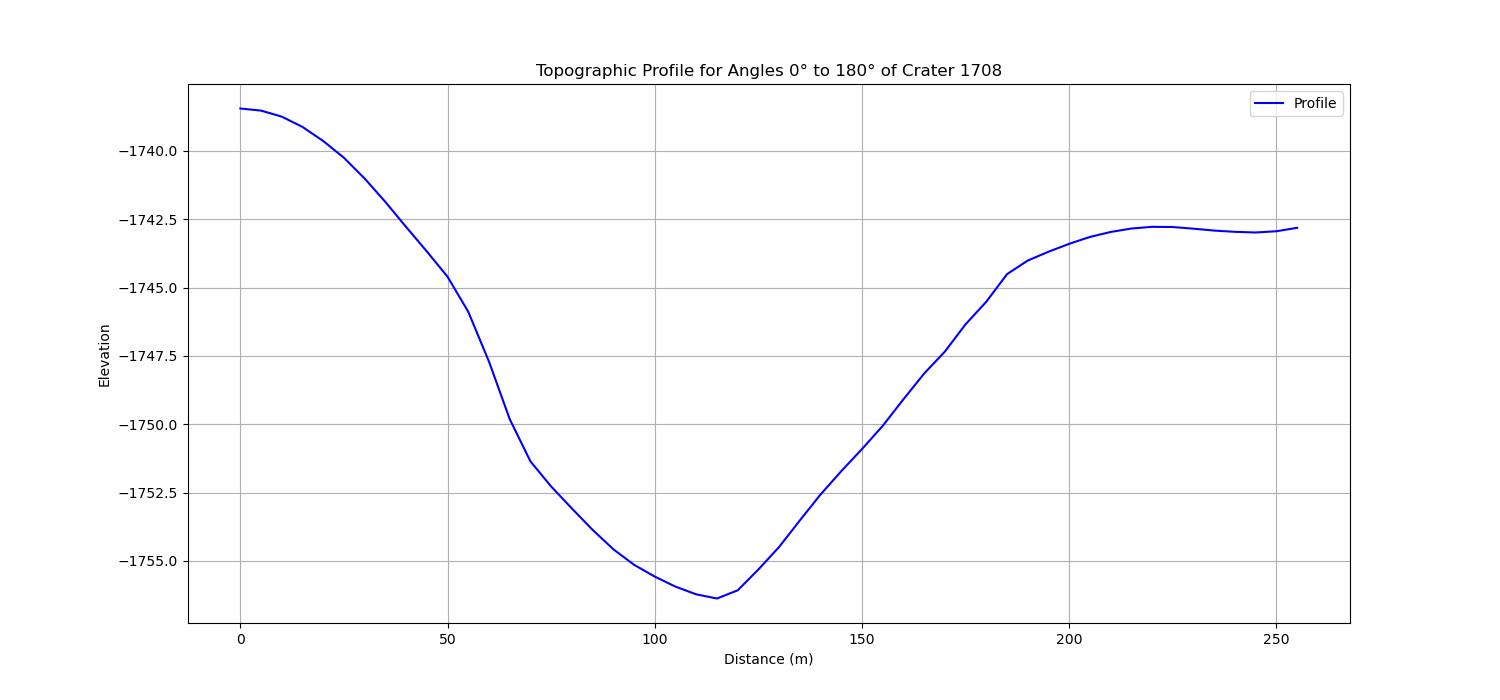 Topographic Profile for Angles 0° to 180° of Crater 1708
Profile
−1740.0
−1742.5
−1745.0
−1747.5
−1750.0
−1752.5
−1755.0
Elevation
0 50 100 150 200 250
Distance (m)